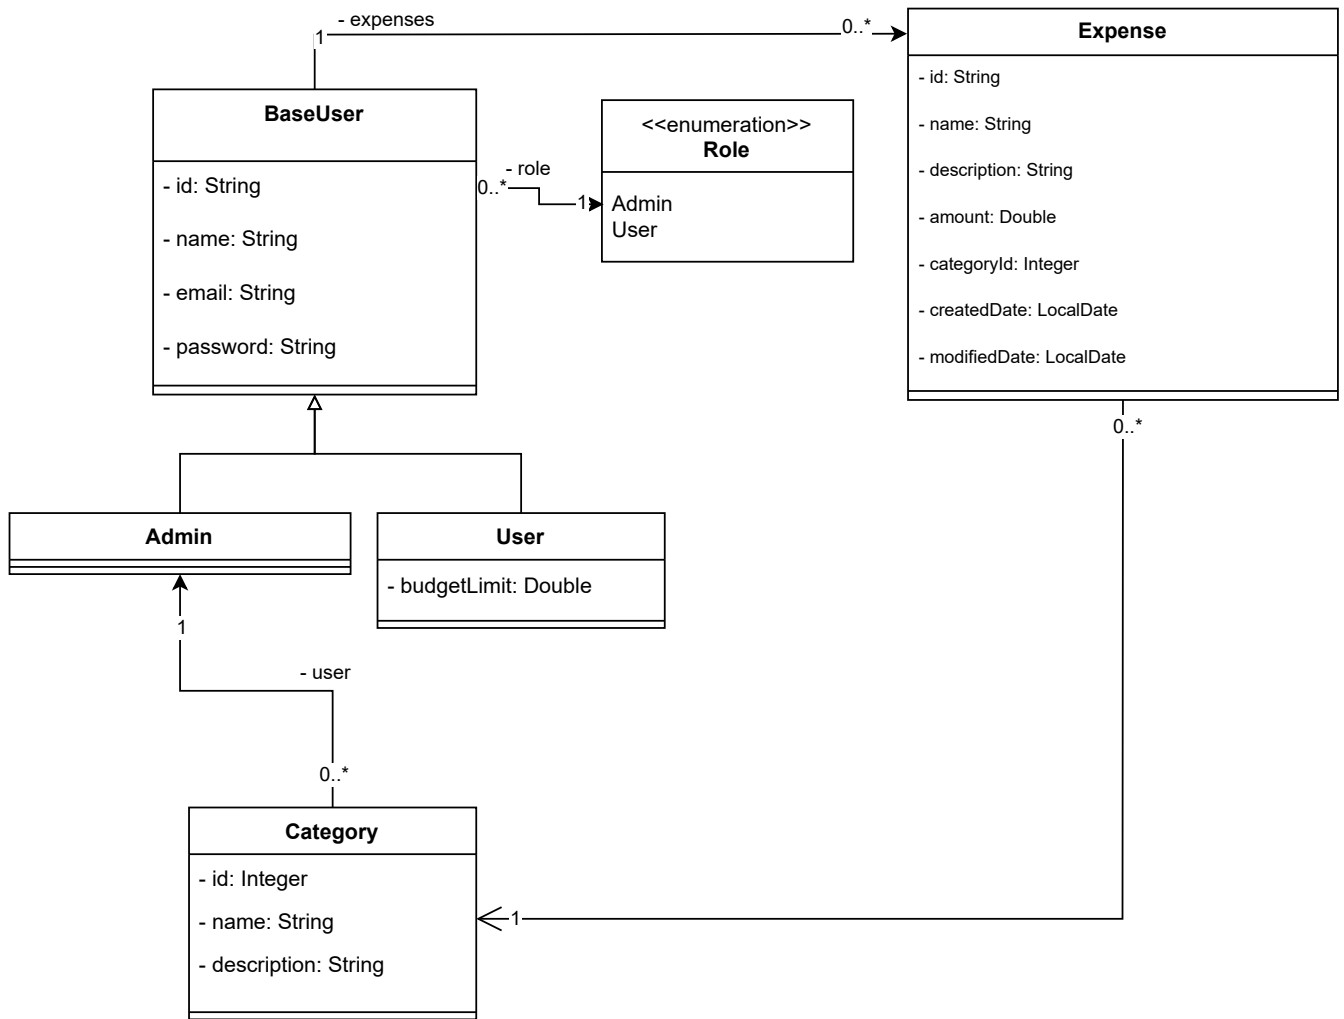 - expenses
1
0..*
Expense
- id: String
- name: String
- description: String
- amount: Double
- categoryId: Integer
- createdDate: LocalDate
- modifiedDate: LocalDate
BaseUser
- id: String
- name: String
- email: String
- password: String
- role
0..*
1
<<enumeration>>
Role
Admin
User
0..*
Admin
User
- budgetLimit: Double
1
- user
0..*
Category
- id: Integer
- name: String
- description: String
1